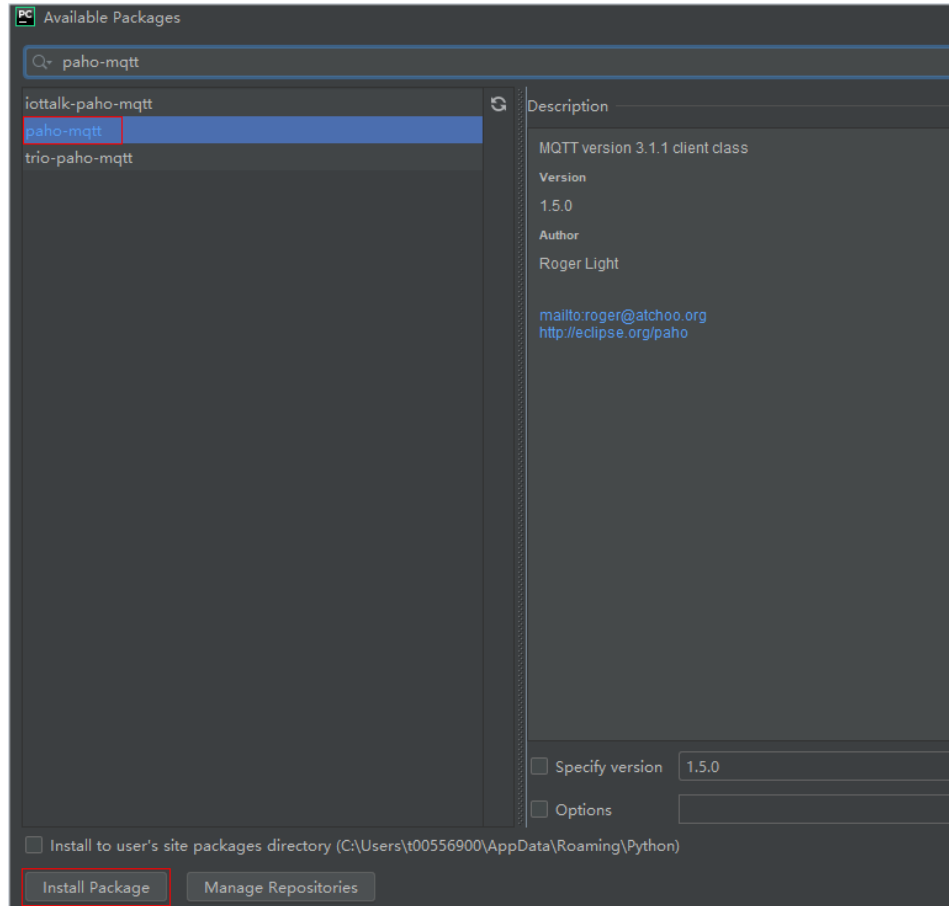 PC Available Packages
paho-mqtt
iottalk-paho-mqtt
paho-mqtt
trio-paho-mqtt
Description
MQTT version 3.1.1 client class
Version
1.5.0
Author
Roger Light
mailto:roger@atchoo.org
http://eclipse.org/paho
Specify version 1.5.0
Options
Install to user's site packages directory (C:\Users\t00556900\AppData\Roaming\Python)
Install Package Manage Repositories